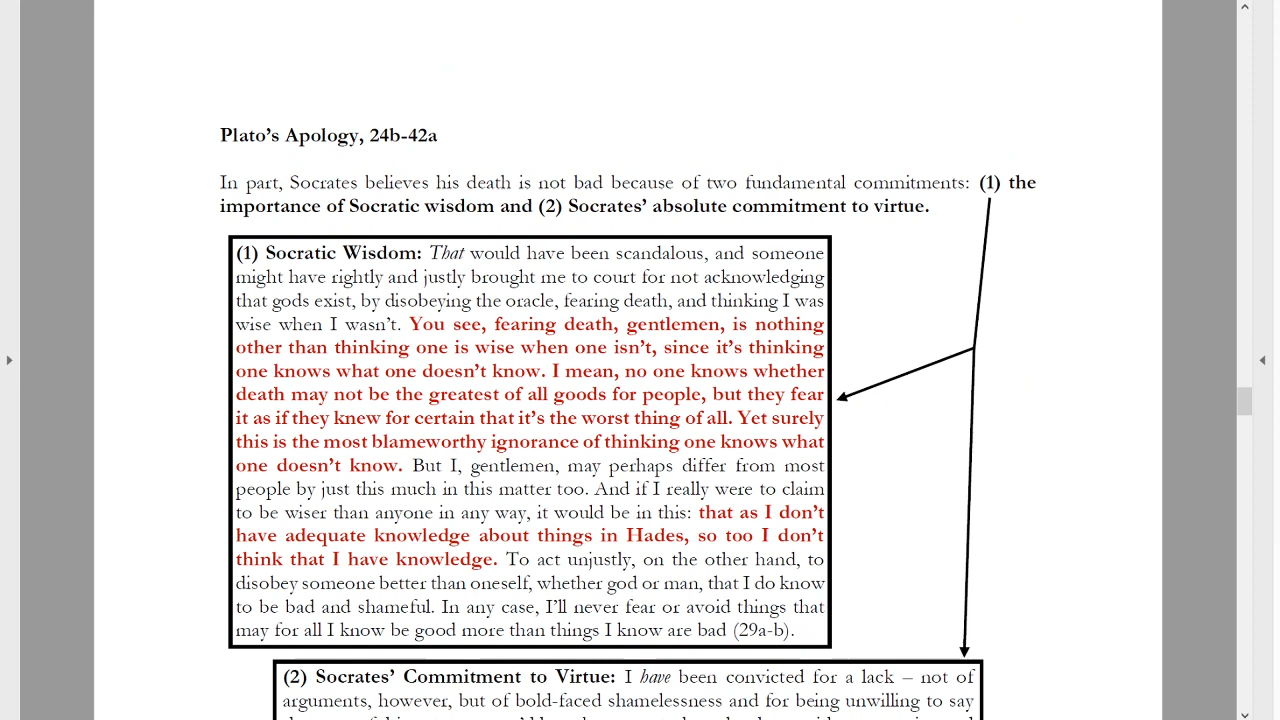 Plato’s Apology, 24b-42a
In part, Socrates believes his death is not bad because of two fundamental commitments: (1) the
importance of Socratic wisdom and (2) Socrates’ absolute commitment to virtue.
(1) Socratic Wisdom: That would have been scandalous, and someone
might have rightly and justly brought me to court for not acknowledging
that gods exist, by disobeying the oracle, fearing death, and thinking I was
wise when I wasn’t. You see, fearing death, gentlemen, is nothing
other than thinking one is wise when one isn’t, since it’s thinking
one knows what one doesn’t know. I mean, no one knows whether
death may not be the greatest of all goods for people, but they fear
it as if they knew for certain that it’s the worst thing of all. Yet surely
this is the most blameworthy ignorance of thinking one knows what
one doesn’t know. But I, gentlemen, may perhaps differ from most
people by just this much in this matter too. And if I really were to claim
to be wiser than anyone in any way, it would be in this: that as I don’t
have adequate knowledge about things in Hades, so too I don’t
think that I have knowledge. To act unjustly, on the other hand, to
disobey someone better than oneself, whether god or man, that I do know
to be bad and shameful. In any case, I’ll never fear or avoid things that
may for all I know be good more than things I know are bad (29a-b).
(2) Socrates’ Commitment to Virtue: I have been convicted for a lack – not of
arguments, however, but of bold-faced shamelessness and for being unwilling to say